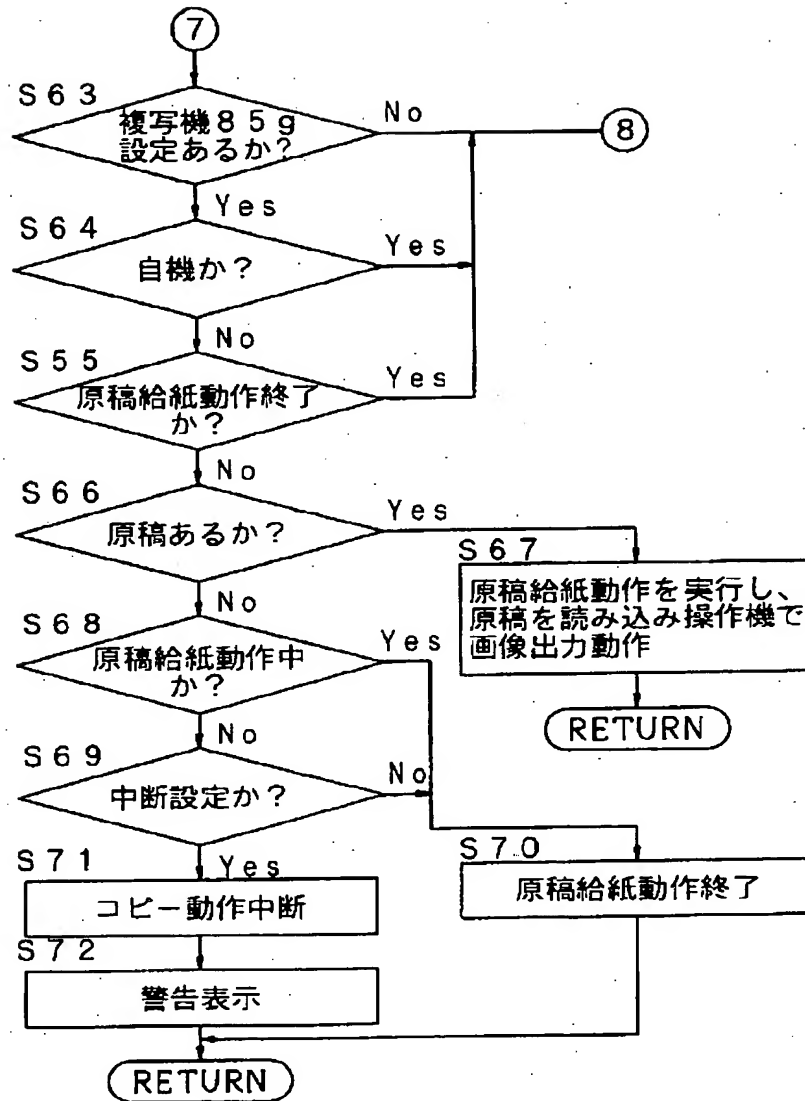 7
S63
複写機85g
設定あるか?
No
8
Yes
S64
自機か?
Yes
No
S55
原稿給紙動作終了
か?
Yes
No
S66
原稿あるか?
Yes
S67
原稿給紙動作を実行し、
原稿を読み込み操作機で
画像出力動作
RETURN
No
S68
原稿給紙動作中
か?
Yes
No
S69
中断設定か?
No
S70
原稿給紙動作終了
Yes
S71
コピー動作中断
S72
警告表示
RETURN